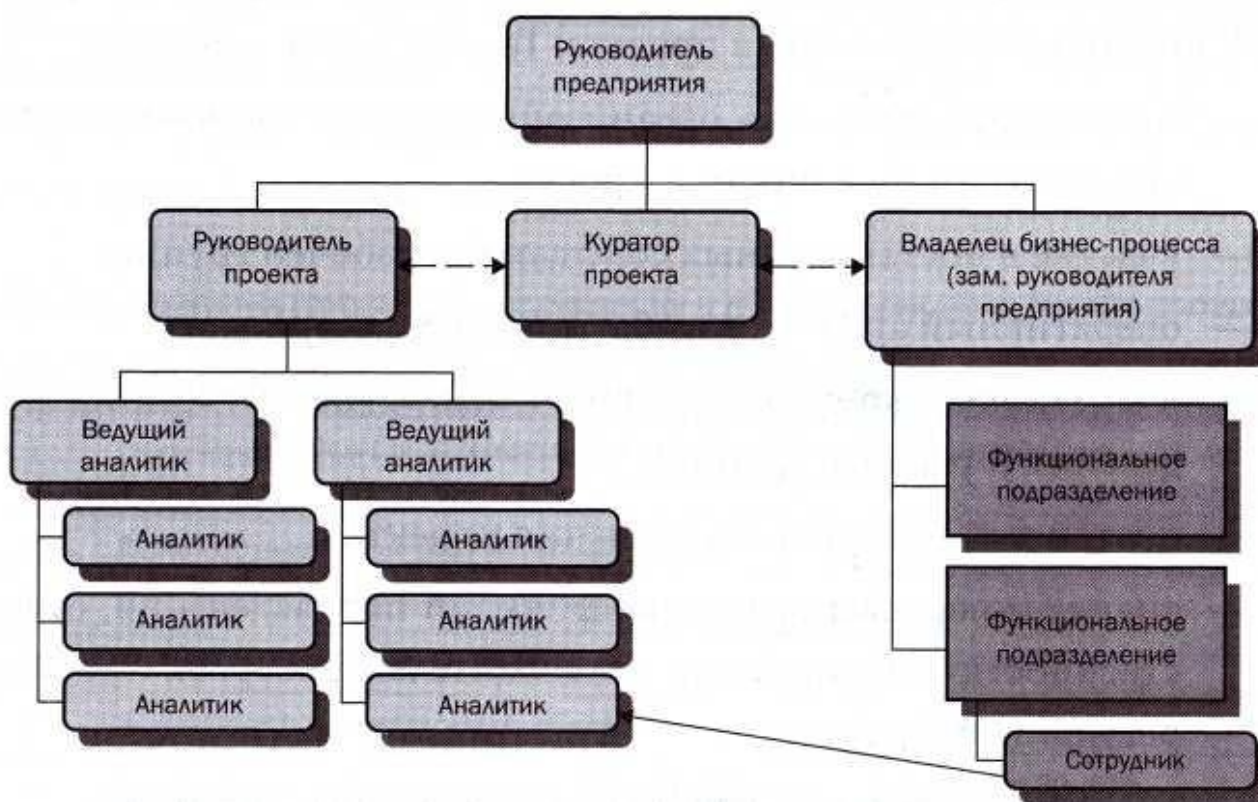 Руководитель
предприятия
Руководитель
проекта
Куратор
проекта
Владелец бизнес-процесса
(зам. руководителя
предприятия)
Ведущий
аналитик
Ведущий
аналитик
Функциональное
подразделение
Аналитик
Аналитик
Аналитик
Аналитик
Функциональное
подразделение
Аналитик
Аналитик
Сотрудник